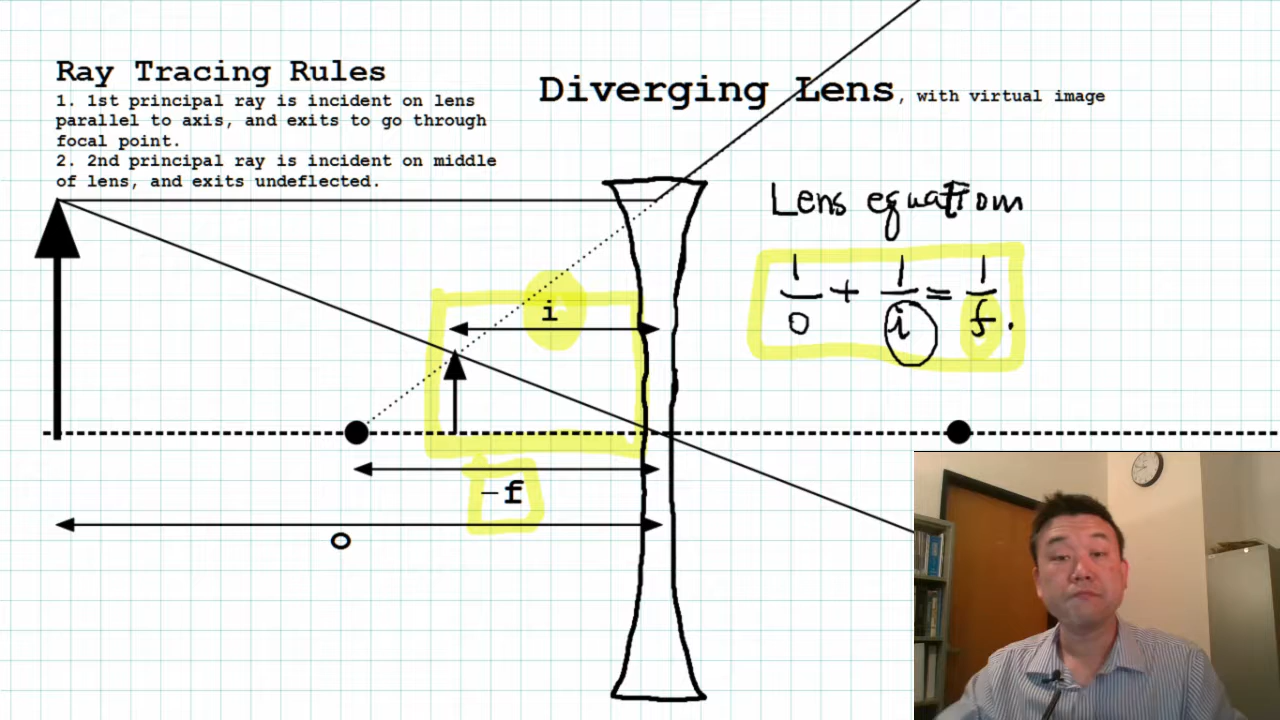 Ray Tracing Rules
1. 1st principal ray is incident on lens
parallel to axis, and exits to go through
focal point.
2. 2nd principal ray is incident on middle
of lens, and exits undeflected.
Diverging Lens, with virtual image
Lens equation
1/o + 1/i = 1/f.
i
-f
o